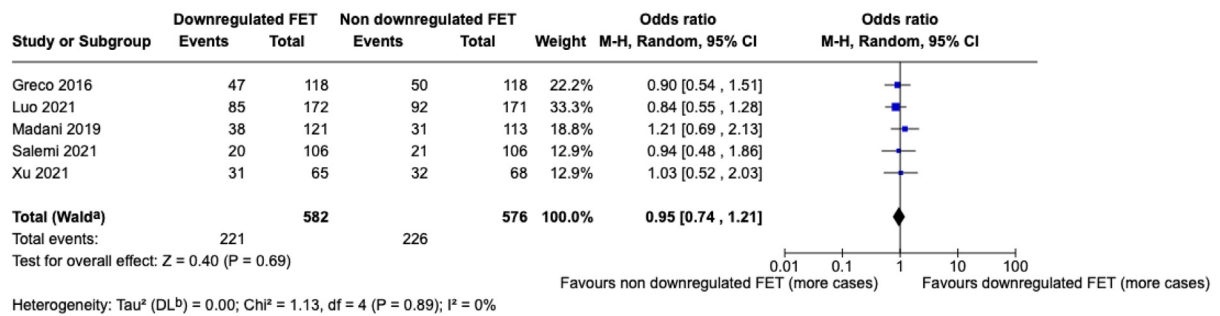 Downregulated FET Non downregulated FET Odds ratio Odds ratio
Study or Subgroup Events Total Events Total Weight M-H, Random, 95% CI M-H, Random, 95% CI
Greco 2016 47 118 50 118 22.2% 0.90 [0.54 , 1.51]
Luo 2021 85 172 92 171 33.3% 0.84 [0.55 , 1.28]
Madani 2019 38 121 31 113 18.8% 1.21 [0.69 , 2.13]
Salemi 2021 20 106 21 106 12.9% 0.94 [0.48 , 1.86]
Xu 2021 31 65 32 68 12.9% 1.03 [0.52 , 2.03]
Total (Waldᵃ) 582 576 100.0% 0.95 [0.74 , 1.21]
Total events: 221 226
Test for overall effect: Z = 0.40 (P = 0.69)
0.01 0.1 1 10 100
Favours non downregulated FET (more cases) Favours downregulated FET (more cases)
Heterogeneity: Tau² (DLᵇ) = 0.00; Chi² = 1.13, df = 4 (P = 0.89); I² = 0%